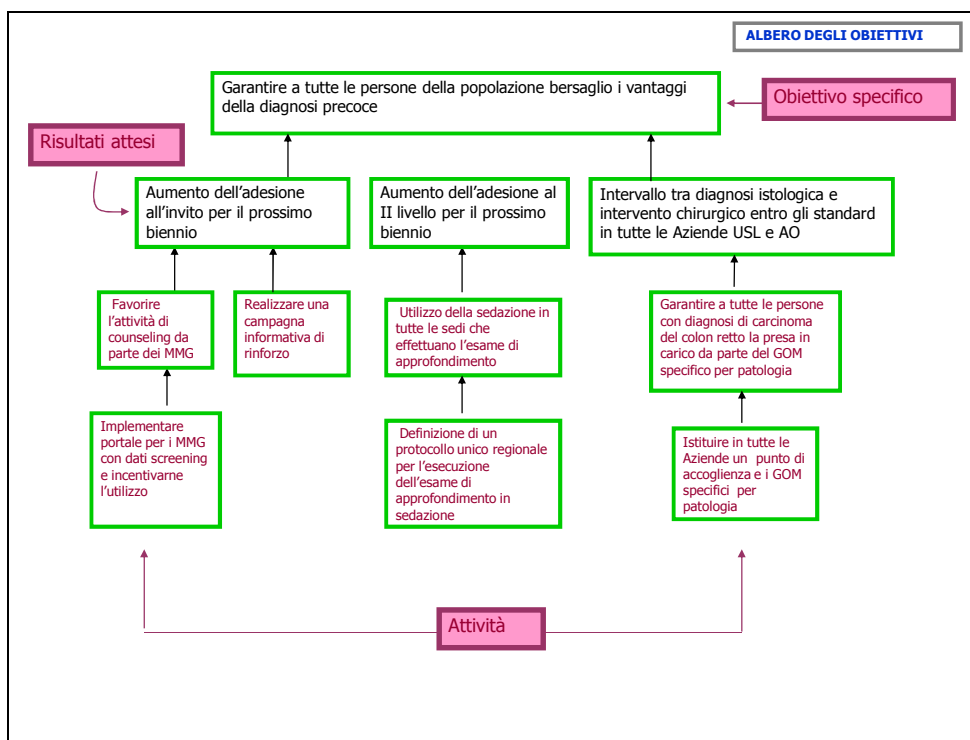 ALBERO DEGLI OBIETTIVI
Garantire a tutte le persone della popolazione bersaglio i vantaggi
della diagnosi precoce
Obiettivo specifico
Risultati attesi
Aumento dell'adesione
all'invito per il prossimo
biennio
Aumento dell'adesione al
II livello per il prossimo
biennio
Intervallo tra diagnosi istologica e
intervento chirurgico entro gli standard
in tutte le Aziende USL e AO
Favorire
l'attività di
counseling da
parte dei MMG
Realizzare una
campagna
informativa di
rinforzo
Utilizzo della sedazione in
tutte le sedi che
effettuano l'esame di
approfondimento
Garantire a tutte le persone
con diagnosi di carcinoma
del colon retto la presa in
carico da parte del GOM
specifico per patologia
Implementare
portale per i MMG
con dati screening
e incentivarne
l'utilizzo
Definizione di un
protocollo unico regionale
per l'esecuzione
dell'esame di
approfondimento in
sedazione
Istituire in tutte le
Aziende un punto di
accoglienza e i GOM
specifici per
patologia
Attività